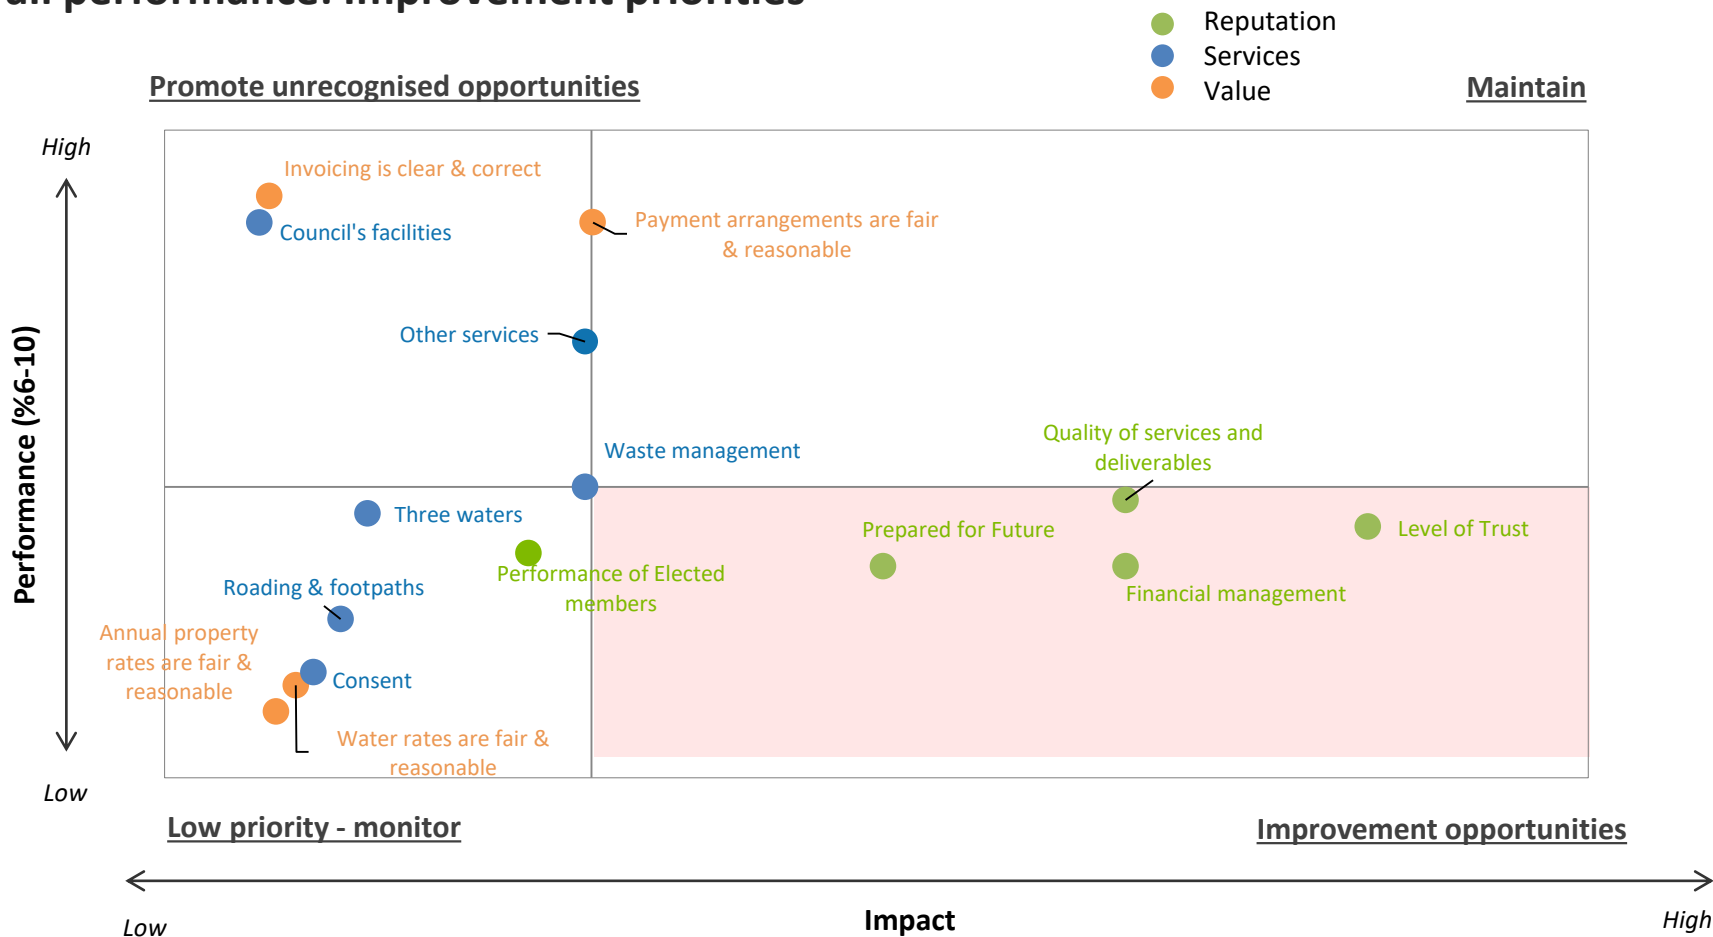 performance: Improvement priorities
Reputation
Services
Value
Promote unrecognised opportunities
Maintain
High
Invoicing is clear & correct
Council's facilities
Payment arrangements are fair
& reasonable
Other services
Performance (%6-10)
Waste management
Quality of services and
deliverables
Three waters
Prepared for Future
Level of Trust
Performance of Elected
members
Roading & footpaths
Financial management
Annual property
rates are fair &
reasonable
Consent
Water rates are fair &
reasonable
Low
Low priority - monitor
Improvement opportunities
Low
Impact
High